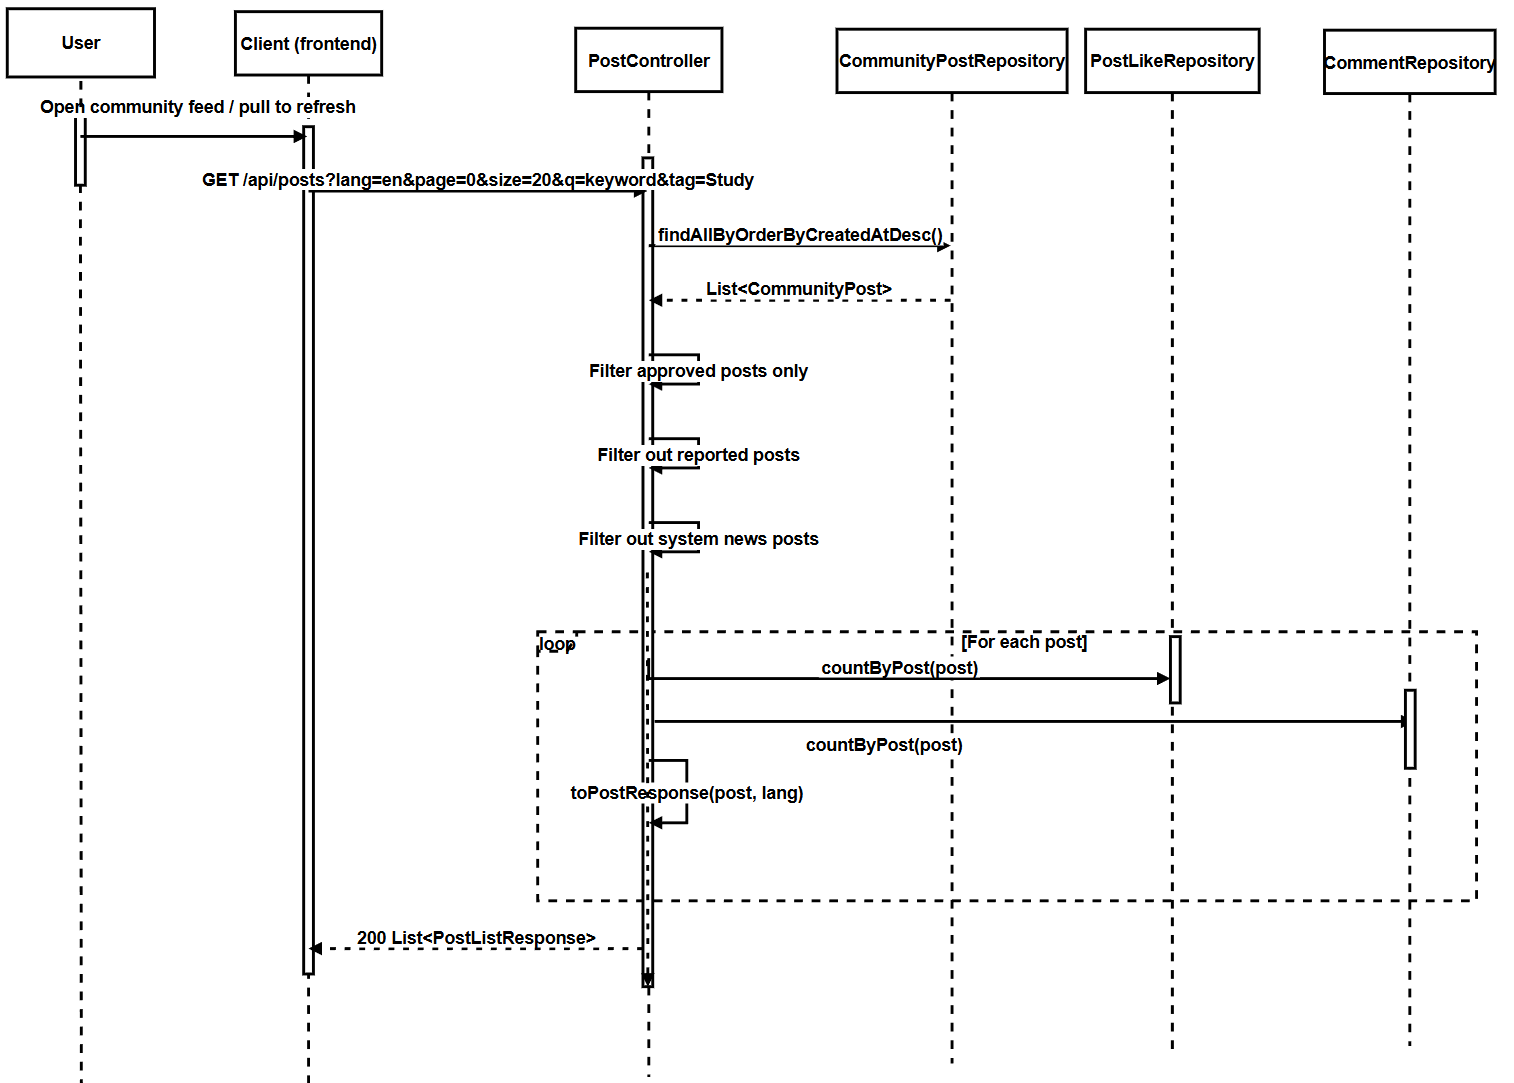 User
Client (frontend)
PostController
CommunityPostRepository
PostLikeRepository
CommentRepository
Open community feed / pull to refresh
GET /api/posts?lang=en&page=0&size=20&q=keyword&tag=Study
findAllByOrderByCreatedAtDesc()
List<CommunityPost>
Filter approved posts only
Filter out reported posts
Filter out system news posts
loop
[For each post]
countByPost(post)
countByPost(post)
toPostResponse(post, lang)
200 List<PostListResponse>